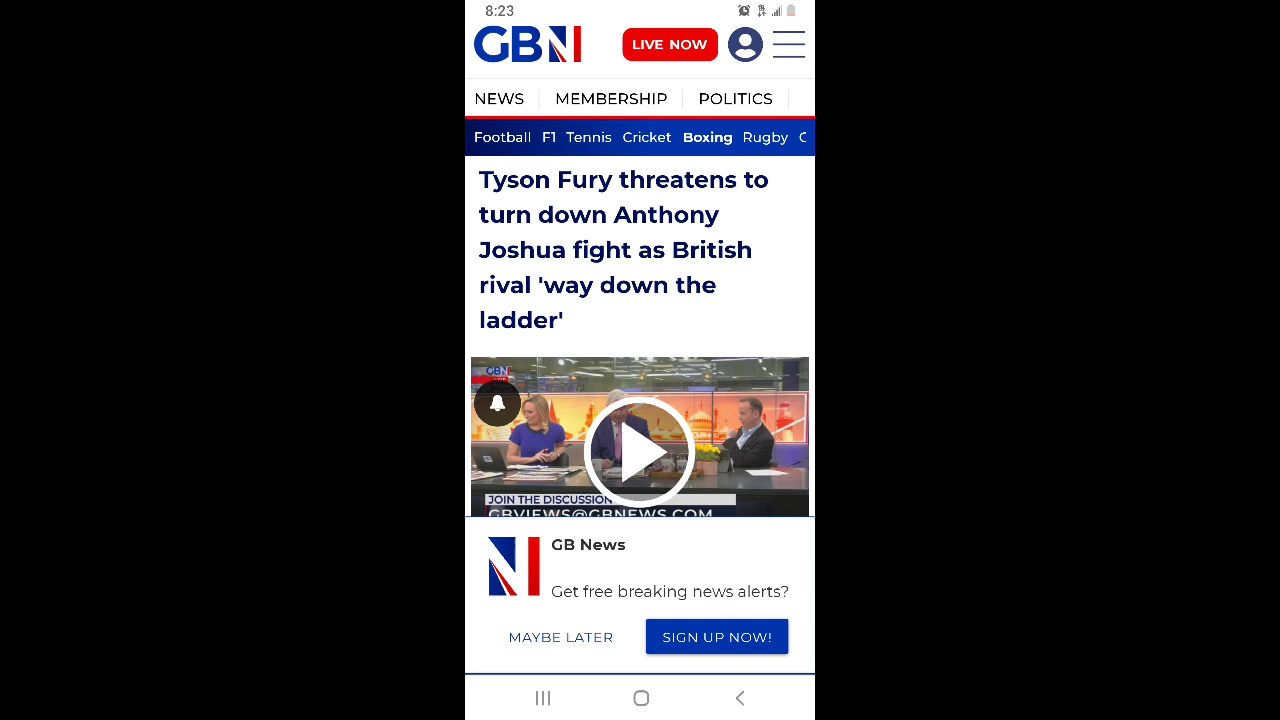 8:23
GBN
LIVE NOW
NEWS
MEMBERSHIP
POLITICS
Football F1 Tennis Cricket Boxing Rugby
Tyson Fury threatens to
turn down Anthony
Joshua fight as British
rival 'way down the
ladder'
GBN
JOIN THE DISCUSSION
GBVIEWS@GBNEWS.COM
GB News
Get free breaking news alerts?
MAYBE LATER
SIGN UP NOW!